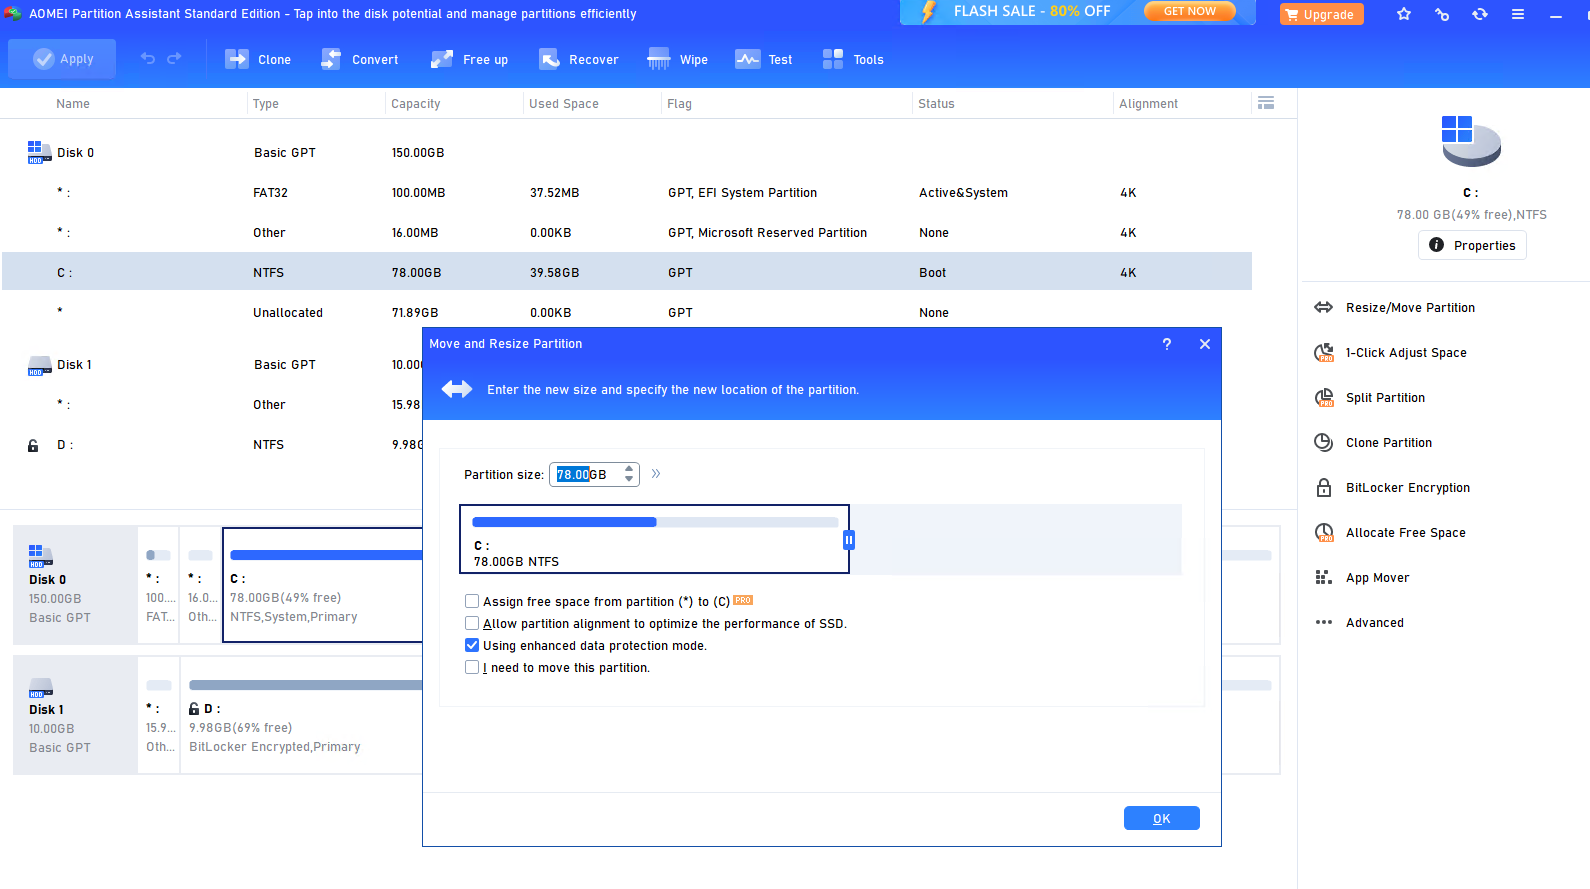 AOMEI Partition Assistant Standard Edition - Tap into the disk potential and manage partitions efficiently
FLASH SALE - 80% OFF GET NOW
Upgrade
Apply Clone Convert Free up Recover Wipe Test Tools
Name Type Capacity Used Space Flag Status Alignment
HDD Disk 0 Basic GPT 150.00GB
* : FAT32 100.00MB 37.52MB GPT, EFI System Partition Active&System 4K
* : Other 16.00MB 0.00KB GPT, Microsoft Reserved Partition None 4K
C : NTFS 78.00GB 39.58GB GPT Boot 4K
* Unallocated 71.89GB 0.00KB GPT None
HDD Disk 1 Basic GPT 10.00
* : Other 15.98
D : NTFS 9.98G
C :
78.00 GB(49% free),NTFS
Properties
Resize/Move Partition
1-Click Adjust Space
PRO
Split Partition
PRO
Clone Partition
BitLocker Encryption
Allocate Free Space
PRO
App Mover
Advanced
HDD
Disk 0
150.00GB
Basic GPT
* :
100....
FAT...
* :
16.0...
Oth...
C :
78.00GB(49% free)
NTFS,System,Primary
HDD
Disk 1
10.00GB
Basic GPT
* :
15.9...
Oth...
D :
9.98GB(69% free)
BitLocker Encrypted,Primary
Move and Resize Partition ?
Enter the new size and specify the new location of the partition.
Partition size: 78.00GB »
C :
78.00GB NTFS
Assign free space from partition (*) to (C) PRO
Allow partition alignment to optimize the performance of SSD.
Using enhanced data protection mode.
I need to move this partition.
OK